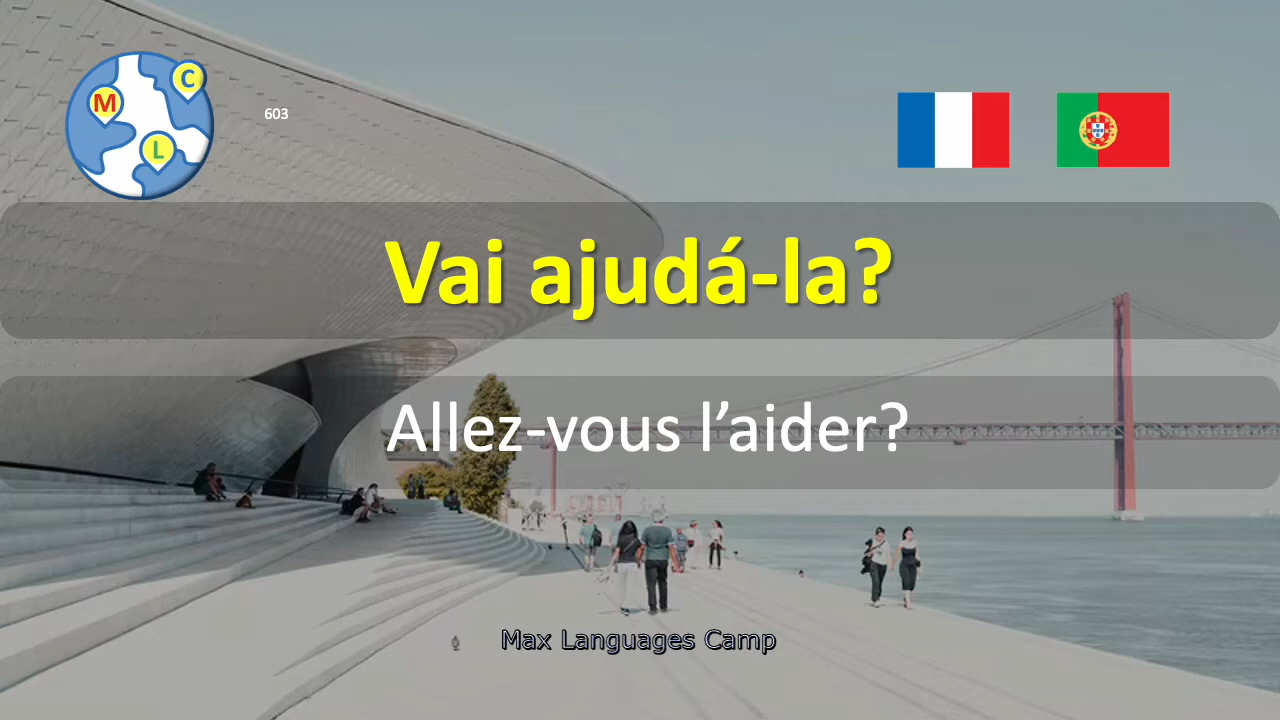 M
C
L
603
Vai ajudá-la?
Allez-vous l’aider?
Max Languages Camp